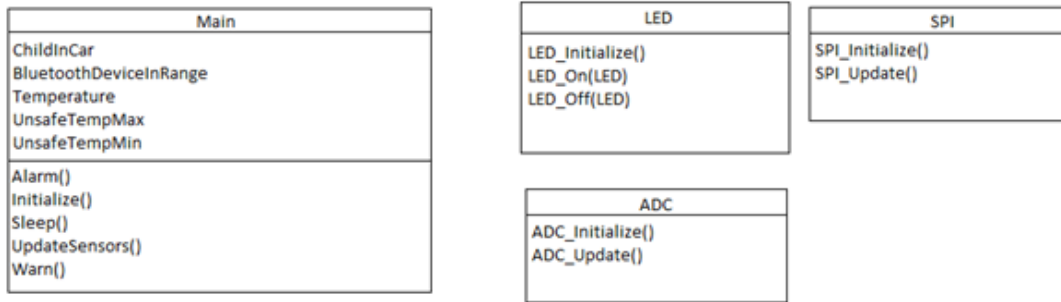 Main
ChildInCar
BluetoothDeviceInRange
Temperature
UnsafeTempMax
UnsafeTempMin
Alarm()
Initialize()
Sleep()
UpdateSensors()
Warn()
LED
LED_Initialize()
LED_On(LED)
LED_Off(LED)
SPI
SPI_Initialize()
SPI_Update()
ADC
ADC_Initialize()
ADC_Update()